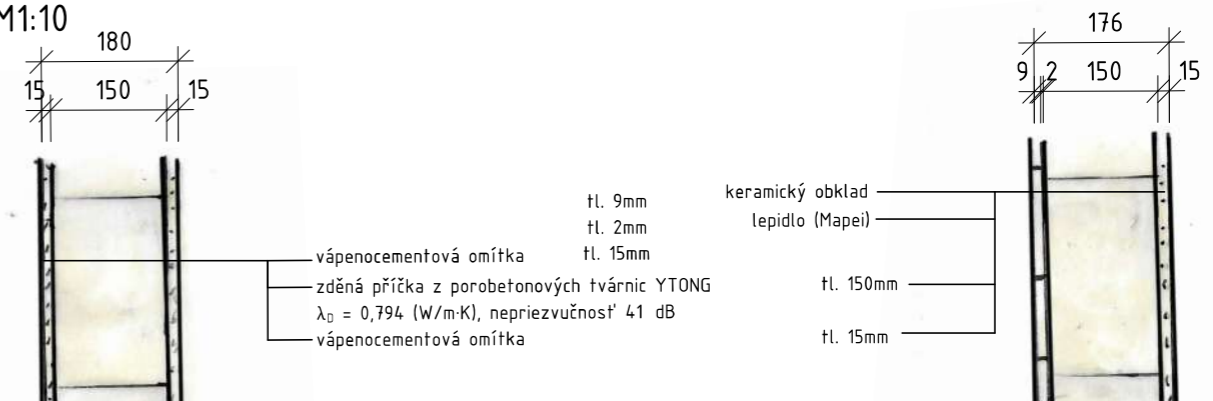 M1:10
180
15 150 15
176
9 2 150 15
vápenocementová omítka
zděná příčka z porobetonových tvárnic YTONG
λD = 0,794 (W/m·K), nepriezvučnosť 41 dB
vápenocementová omítka
tl. 9mm
tl. 2mm
tl. 15mm
keramický obklad
lepidlo (Mapei)
tl. 150mm
tl. 15mm